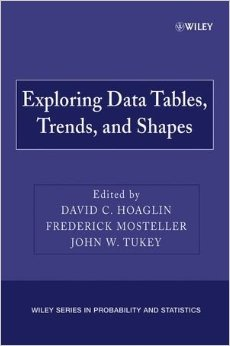 WILEY
Exploring Data Tables,
Trends, and Shapes
Edited by
DAVID C. HOAGLIN
FREDERICK MOSTELLER
JOHN W. TUKEY
WILEY SERIES IN PROBABILITY AND STATISTICS